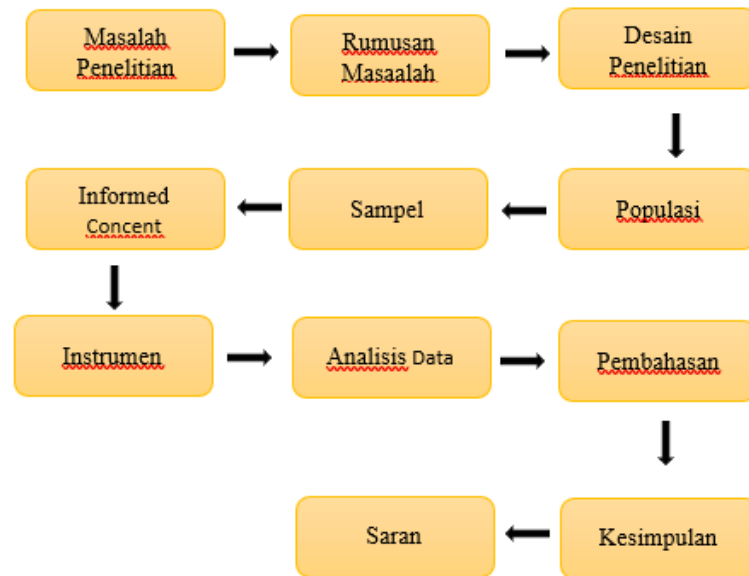 Masalah
Penelitian
Rumusan
Masaalah
Desain
Penelitian
Populasi
Sampel
Informed
Concent
Instrumen
Analisis Data
Pembahasan
Kesimpulan
Saran